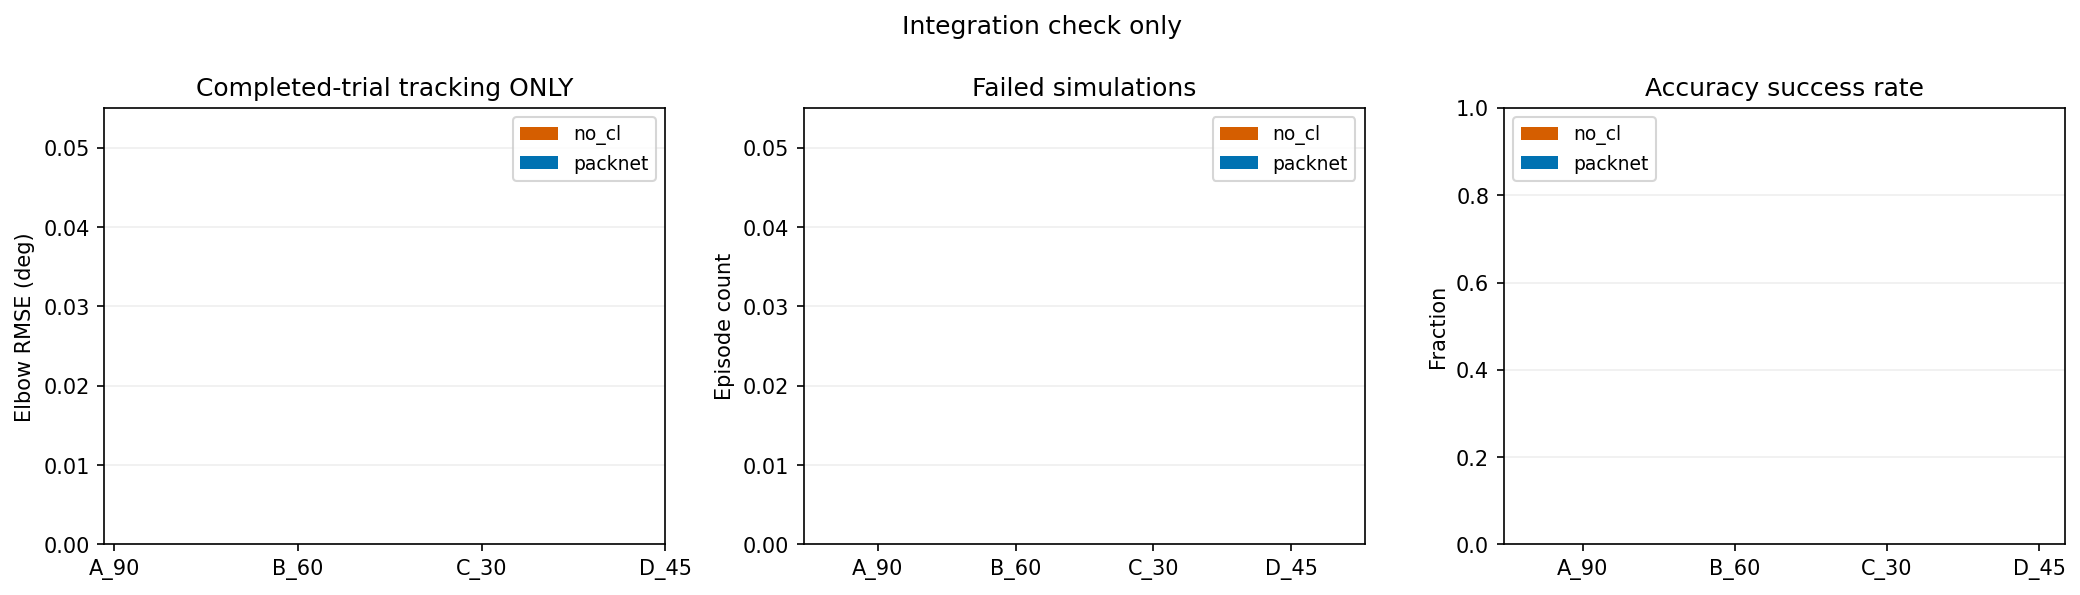 Integration check only
Completed-trial tracking ONLY
Elbow RMSE (deg)
0.05
0.04
0.03
0.02
0.01
0.00
no_cl
packnet
A_90 B_60 C_30 D_45
Failed simulations
Episode count
0.05
0.04
0.03
0.02
0.01
0.00
no_cl
packnet
A_90 B_60 C_30 D_45
Accuracy success rate
Fraction
1.0
0.8
0.6
0.4
0.2
0.0
no_cl
packnet
A_90 B_60 C_30 D_45